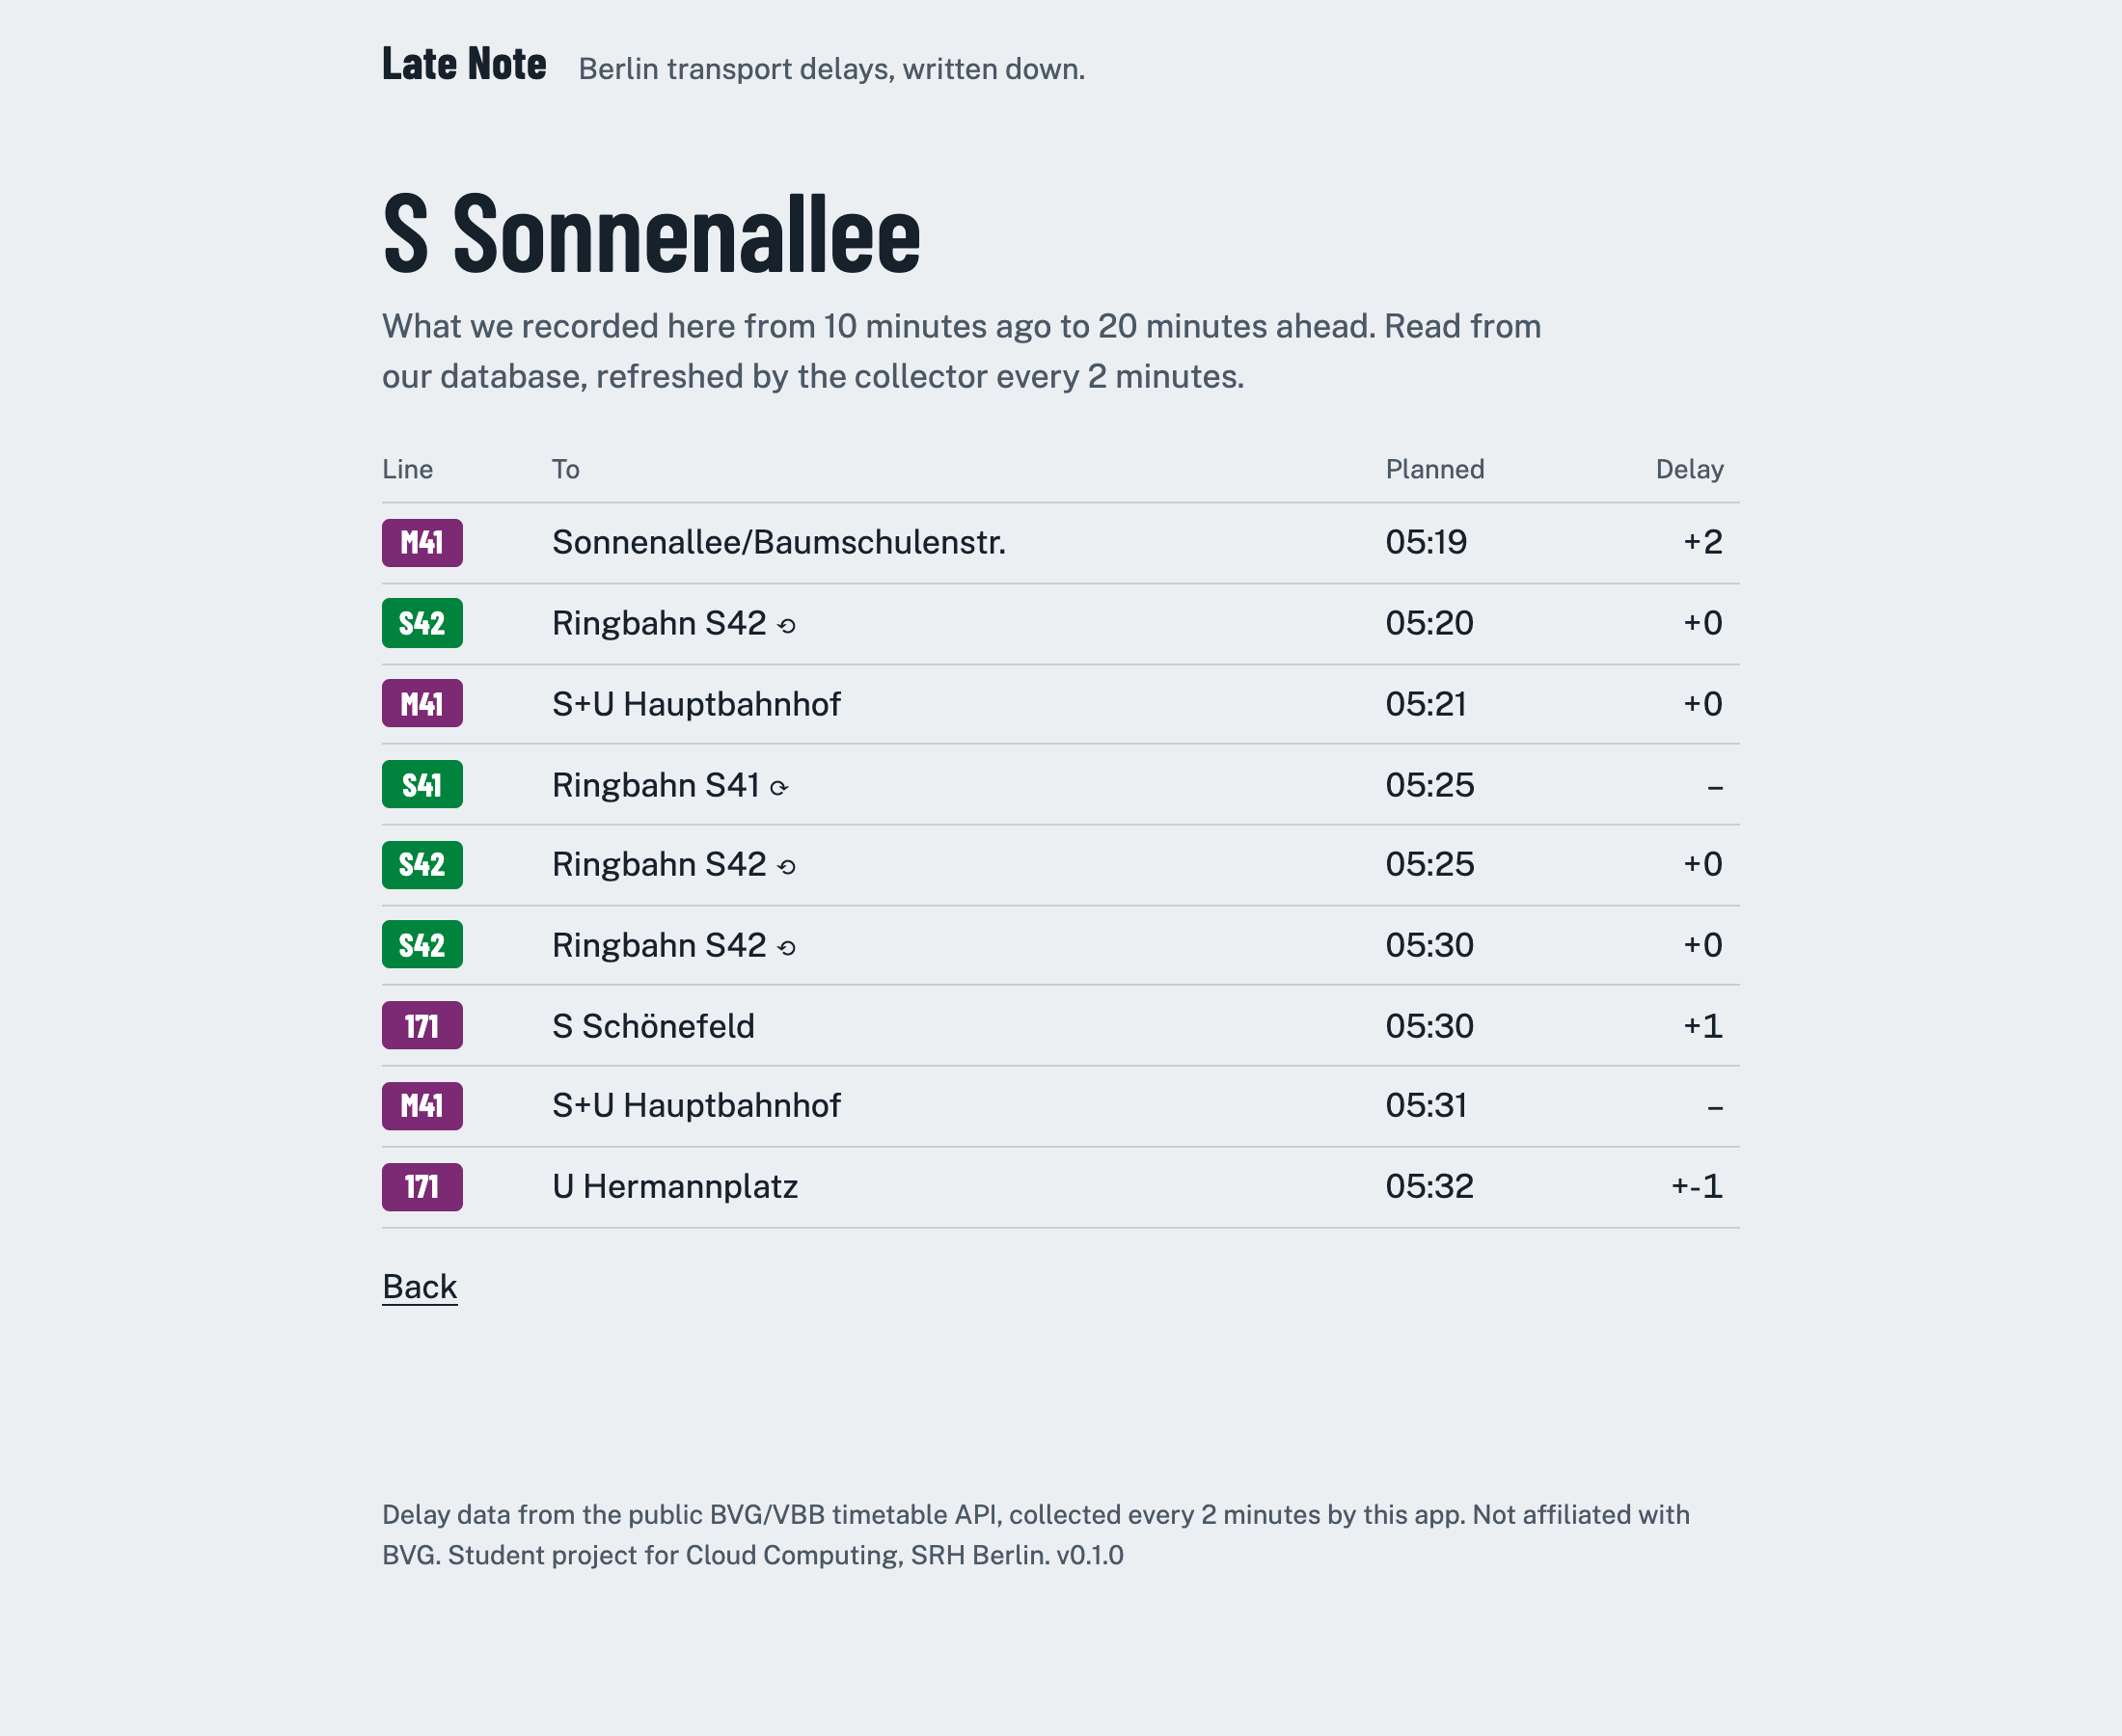 Late Note Berlin transport delays, written down.
S Sonnenallee
What we recorded here from 10 minutes ago to 20 minutes ahead. Read from
our database, refreshed by the collector every 2 minutes.
Line To Planned Delay
M41 Sonnenallee/Baumschulenstr. 05:19 +2
S42 Ringbahn S42 ⟲ 05:20 +0
M41 S+U Hauptbahnhof 05:21 +0
S41 Ringbahn S41 ⟳ 05:25 –
S42 Ringbahn S42 ⟲ 05:25 +0
S42 Ringbahn S42 ⟲ 05:30 +0
171 S Schönefeld 05:30 +1
M41 S+U Hauptbahnhof 05:31 –
171 U Hermannplatz 05:32 +-1
Back
Delay data from the public BVG/VBB timetable API, collected every 2 minutes by this app. Not affiliated with
BVG. Student project for Cloud Computing, SRH Berlin. v0.1.0